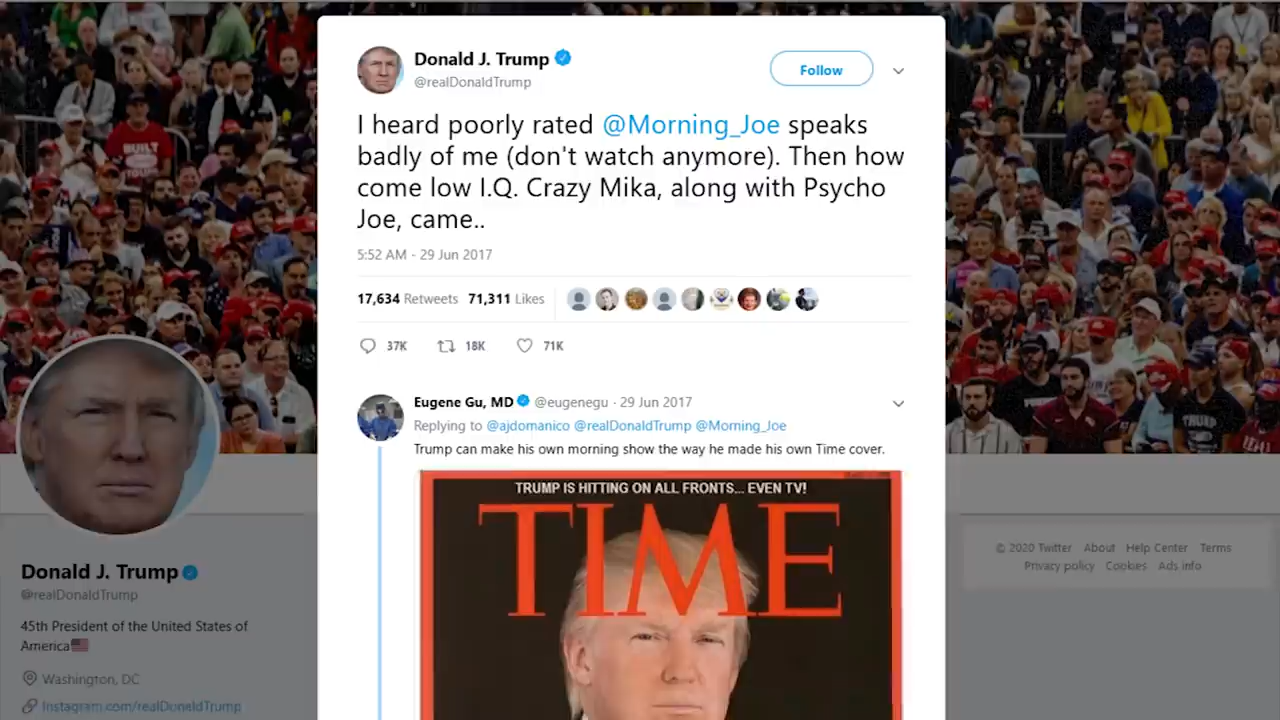 Donald J. Trump
@realDonaldTrump
Follow
I heard poorly rated @Morning_Joe speaks
badly of me (don't watch anymore). Then how
come low I.Q. Crazy Mika, along with Psycho
Joe, came..
5:52 AM - 29 Jun 2017
17,634 Retweets 71,311 Likes
37K 18K 71K
Eugene Gu, MD @eugenegu · 29 Jun 2017
Replying to @ajdomanico @realDonaldTrump @Morning_Joe
Trump can make his own morning show the way he made his own Time cover.
TRUMP IS HITTING ON ALL FRONTS... EVEN TV!
TIME
Donald J. Trump
@realDonaldTrump
45th President of the United States of
America
Washington, DC
Instagram.com/realDonaldTrump
© 2020 Twitter About Help Center Terms
Privacy policy Cookies Ads info
BUILT
TRUMP